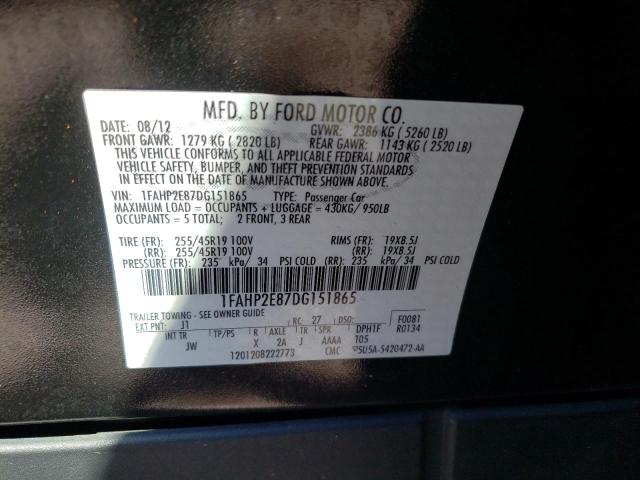 MFD. BY FORD MOTOR CO.
DATE: 08/12 GVWR: 2386 KG ( 5260 LB)
FRONT GAWR: 1279 KG ( 2820 LB) REAR GAWR: 1143 KG ( 2520 LB)
THIS VEHICLE CONFORMS TO ALL APPLICABLE FEDERAL MOTOR
VEHICLE SAFETY, BUMPER, AND THEFT PREVENTION STANDARDS
IN EFFECT ON THE DATE OF MANUFACTURE SHOWN ABOVE.
VIN: 1FAHP2E87DG151865 TYPE: Passenger Car
MAXIMUM LOAD = OCCUPANTS + LUGGAGE = 430KG/ 950LB
OCCUPANTS = 5 TOTAL; 2 FRONT, 3 REAR
TIRE (FR): 255/45R19 100V RIMS (FR): 19X8.5J
(RR): 255/45R19 100V (RR): 19X8.5J
PRESSURE (FR): 235 kPa/ 34 PSI COLD (RR): 235 kPa/ 34 PSI COLD
1FAHP2E87DG151865
TRAILER TOWING - SEE OWNER GUIDE
EXT PNT: J1 RC: 27 DSO: F0081
INT TR TP/PS R AXLE TR SPR DPH1F R0134
JW X 2A J AAAA T05
1201208222773 CMC 5U5A-5420472-AA